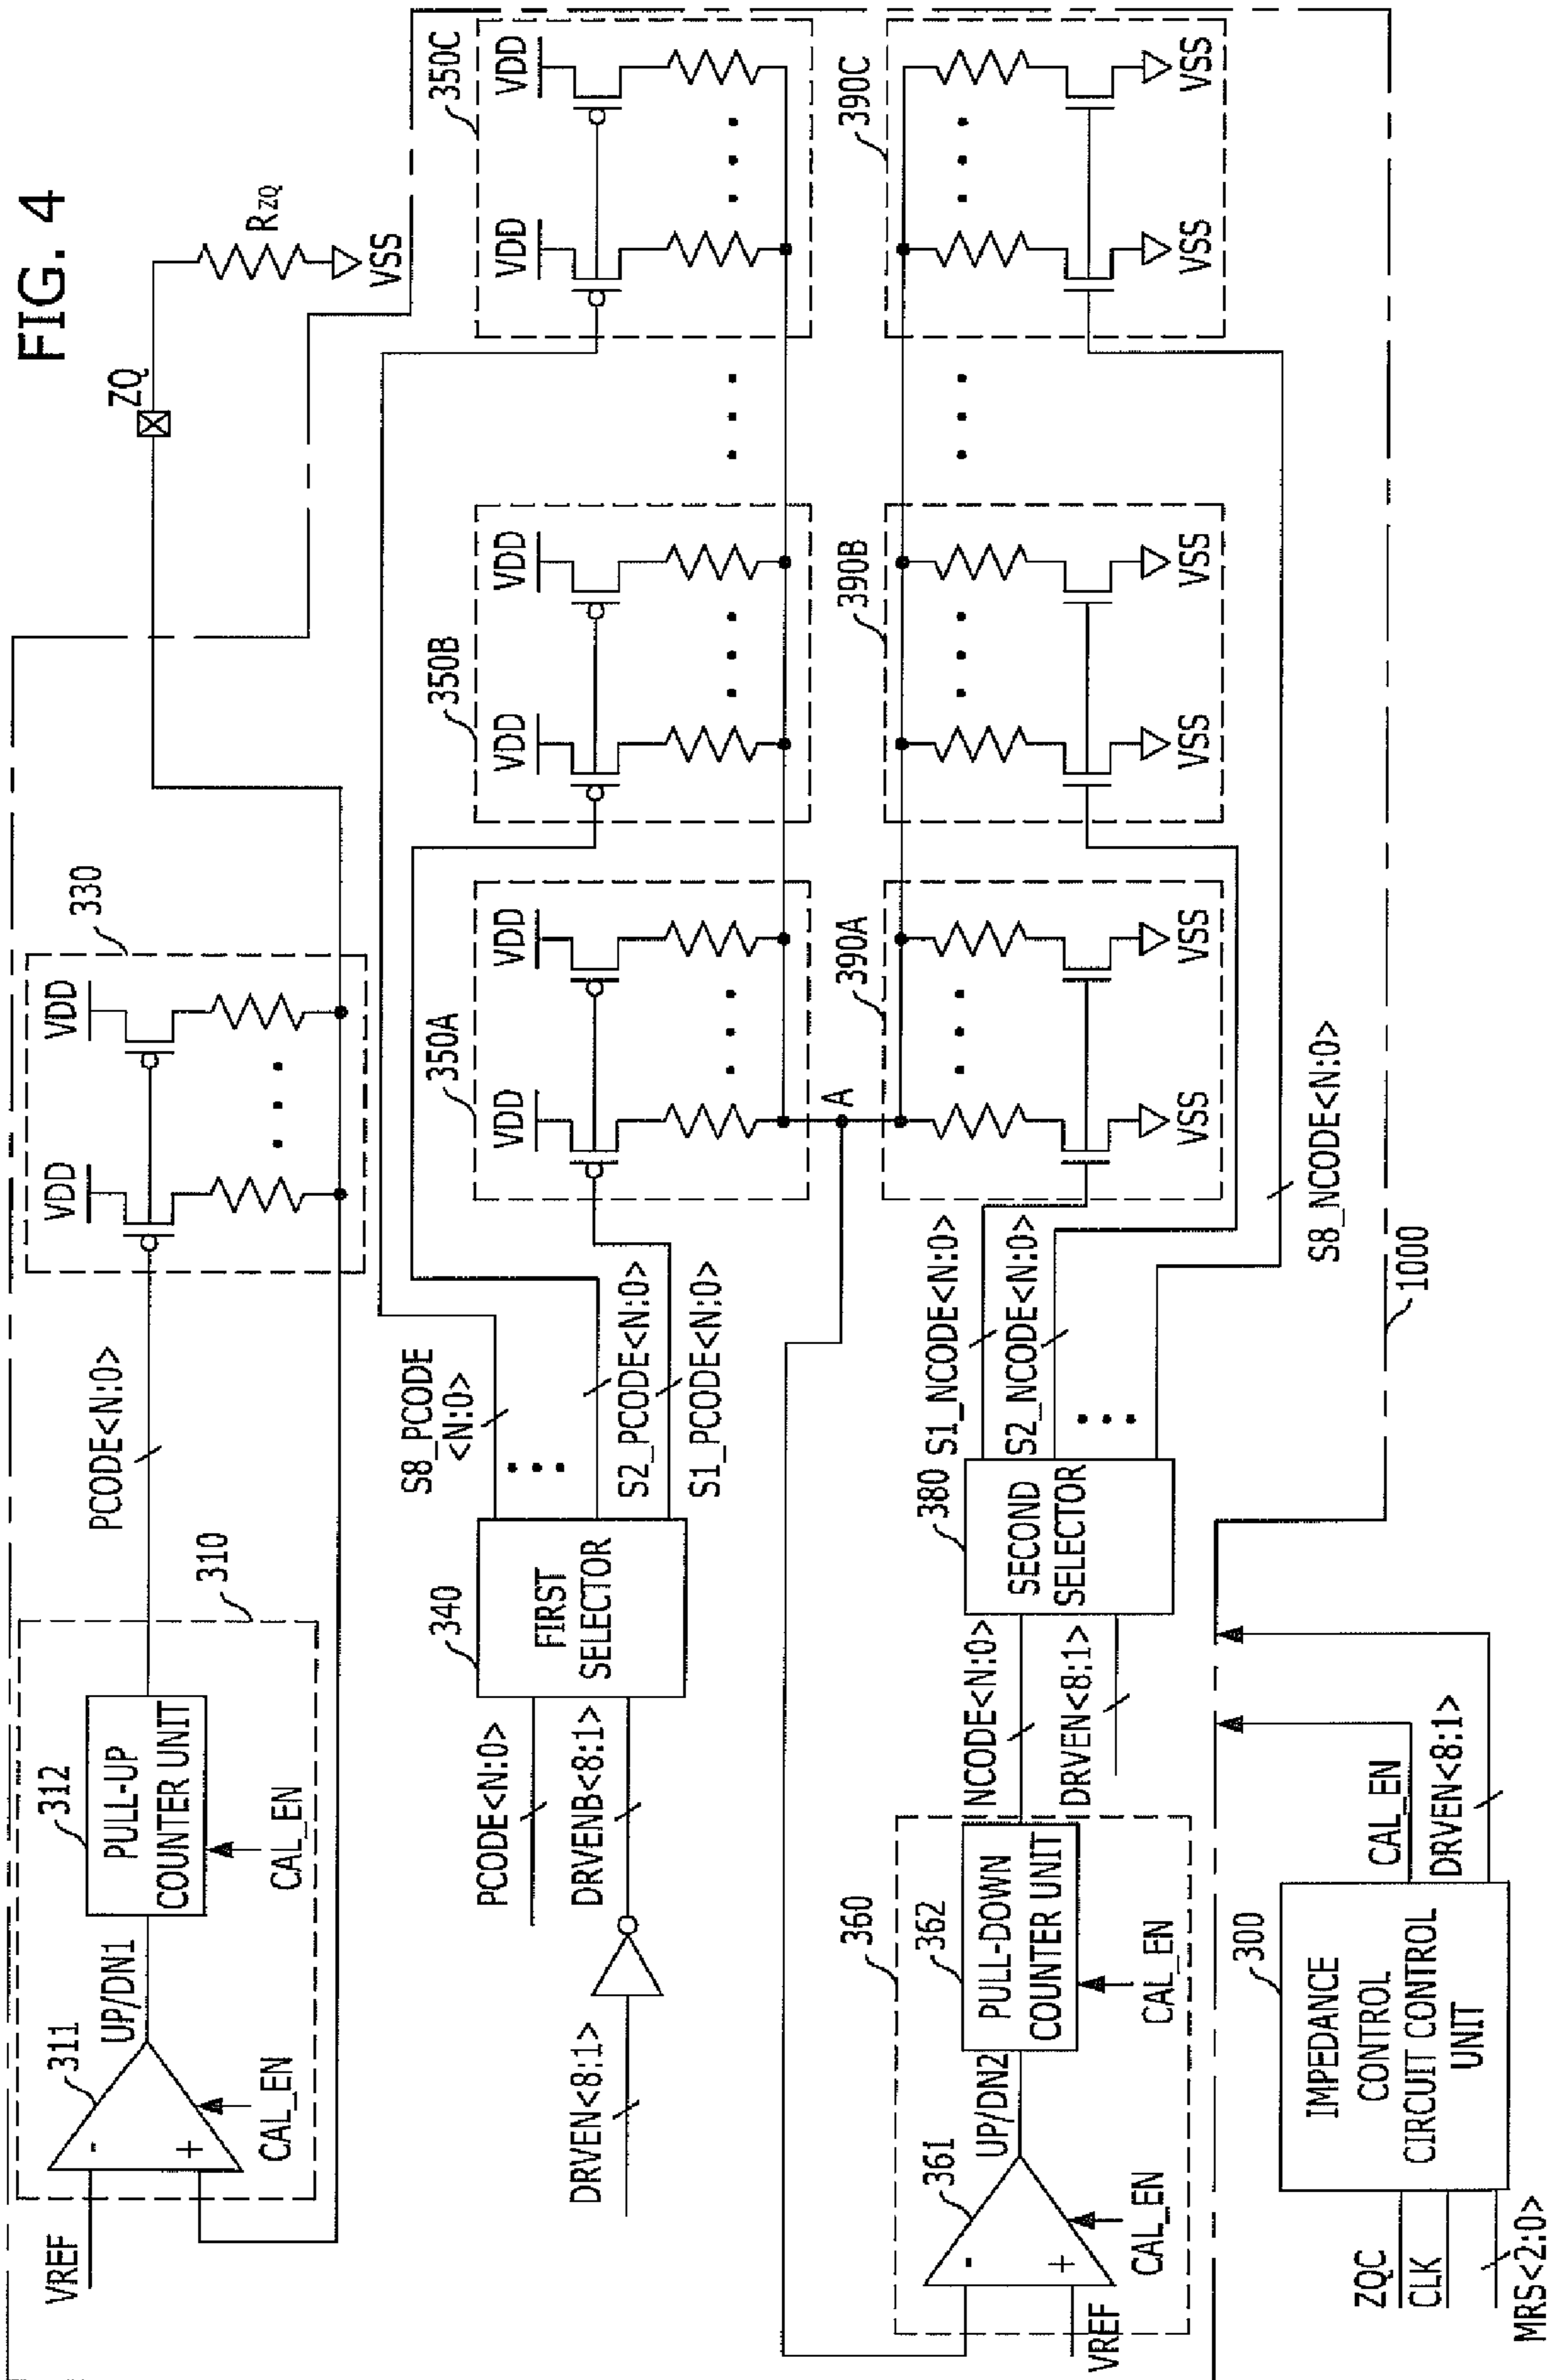 FIG. 4
VREF
311
-
+
CAL_EN
UP/DN1
312
PULL-UP
COUNTER UNIT
CAL_EN
310
PCODE<N:0>
330
VDD
VDD
ZQ
RZQ
VSS
DRVEN<8:1>
PCODE<N:0>
DRVENB<8:1>
340
FIRST
SELECTOR
S8_PCODE
<N:0>
S2_PCODE<N:0>
S1_PCODE<N:0>
350A
VDD
VDD
350B
VDD
VDD
350C
VDD
VDD
A
390A
VSS
VSS
390B
VSS
VSS
390C
VSS
VSS
VREF
361
-
+
CAL_EN
UP/DN2
360
362
PULL-DOWN
COUNTER UNIT
CAL_EN
NCODE<N:0>
DRVEN<8:1>
380
SECOND
SELECTOR
S1_NCODE<N:0>
S2_NCODE<N:0>
S8_NCODE<N:0>
1000
ZQC
CLK
MRS<2:0>
300
IMPEDANCE
CONTROL
CIRCUIT CONTROL
UNIT
CAL_EN
DRVEN<8:1>